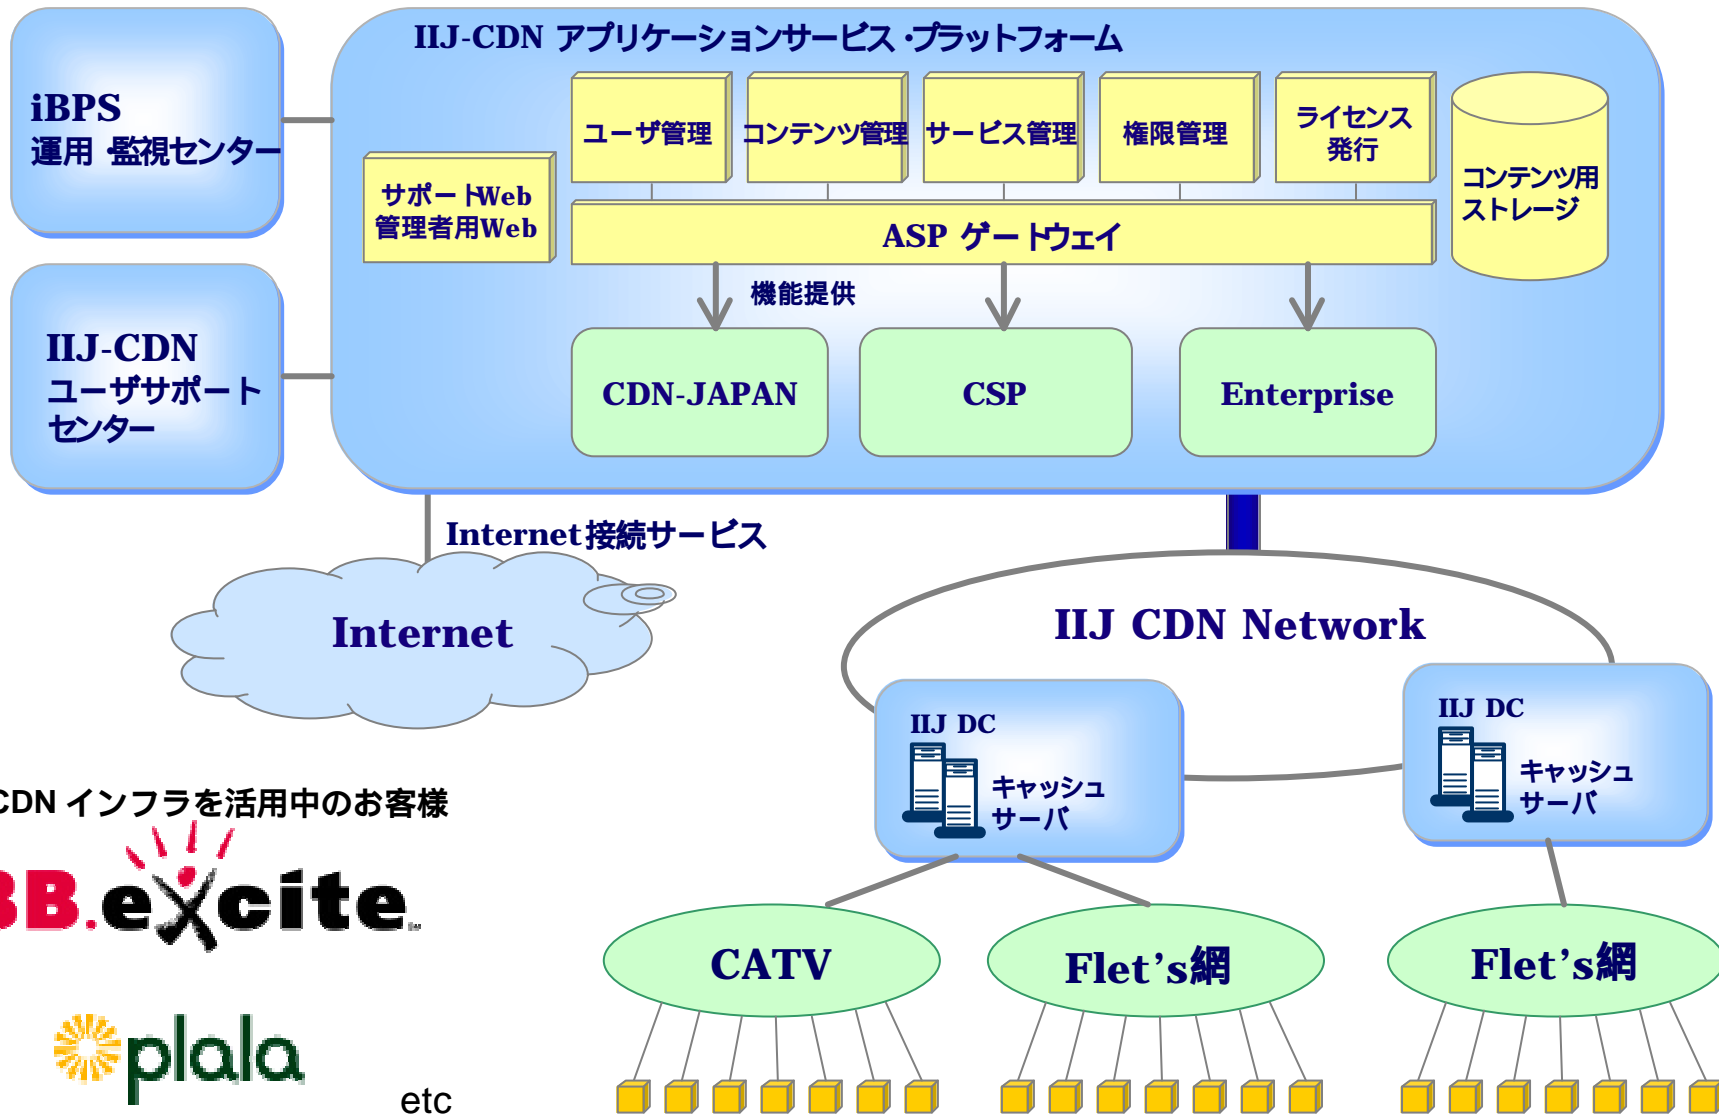 IIJ-CDN アプリケーションサービス・プラットフォーム
iBPS
運用・監視センター
ユーザ管理
コンテンツ管理
サービス管理
権限管理
ライセンス
発行
コンテンツ用
ストレージ
サポートWeb
管理者用Web
ASP ゲートウェイ
機能提供
IIJ-CDN
ユーザサポート
センター
CDN-JAPAN
CSP
Enterprise
Internet接続サービス
Internet
IIJ CDN Network
IIJ DC
キャッシュ
サーバ
IIJ DC
キャッシュ
サーバ
CDN インフラを活用中のお客様
BB.excite
CATV
Flet's網
Flet's網
plala
etc